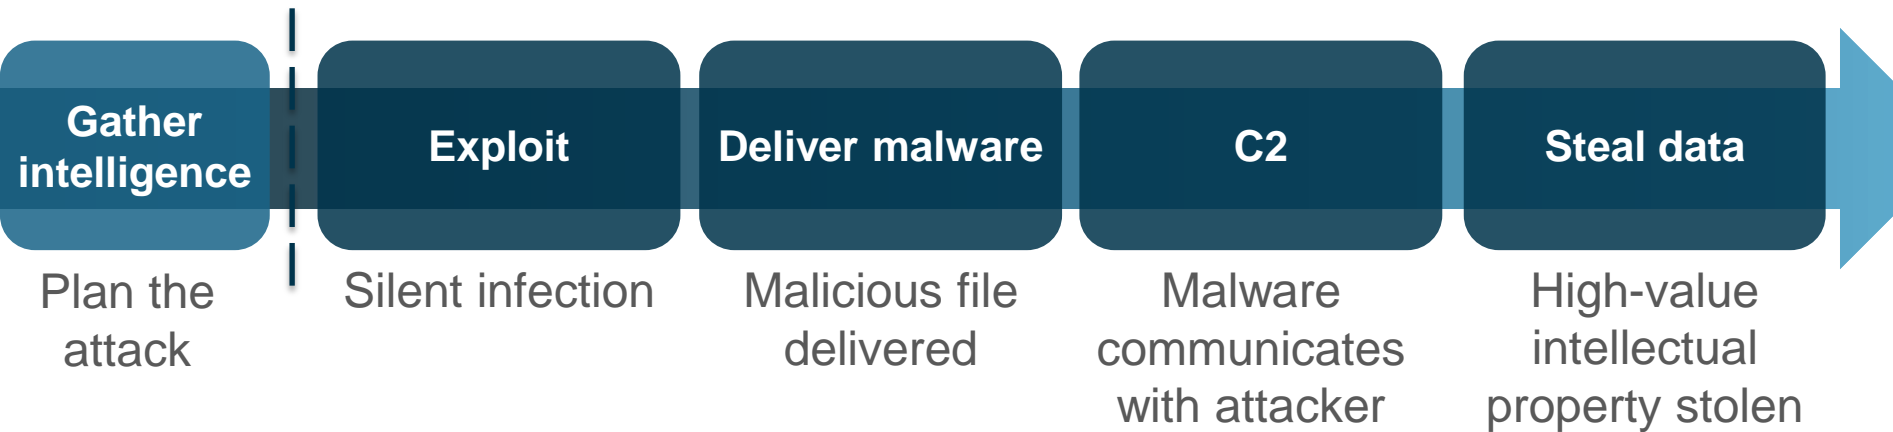 Gather
intelligence
Exploit
Deliver malware
C2
Steal data
Plan the
attack
Silent infection
Malicious file
delivered
Malware
communicates
with attacker
High-value
intellectual
property stolen